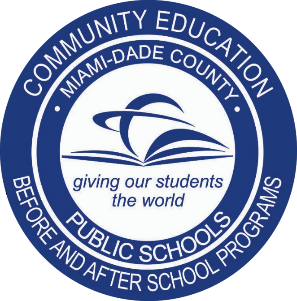 COMMUNITY EDUCATION
• MIAMI-DADE COUNTY •
giving our students
the world
PUBLIC SCHOOLS
BEFORE AND AFTER SCHOOL PROGRAMS